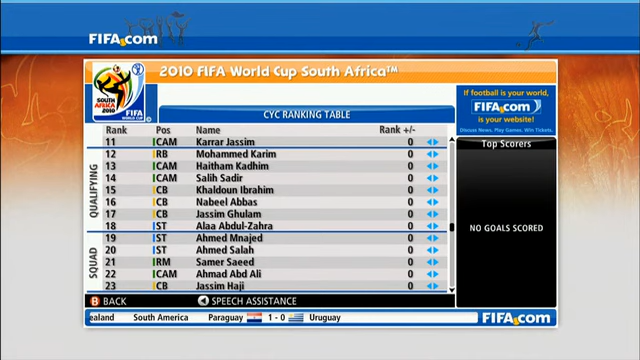 FIFA.com
2010 FIFA World Cup South Africa™
SOUTH AFRICA
2010
FIFA
WORLD CUP
If football is your world,
FIFA.com
is your website!
Discuss News. Play Games. Win Tickets.
CYC RANKING TABLE
Rank Pos Name Rank +/-
11 CAM Karrar Jassim 0
12 RB Mohammed Karim 0
13 CAM Haitham Kadhim 0
14 CAM Salih Sadir 0
15 CB Khaldoun Ibrahim 0
16 CB Nabeel Abbas 0
17 CB Jassim Ghulam 0
18 ST Alaa Abdul-Zahra 0
19 ST Ahmed Mnajed 0
20 ST Ahmed Salah 0
21 RM Samer Saeed 0
22 CAM Ahmad Abd Ali 0
23 CB Jassim Haji 0
QUALIFYING
SQUAD
Top Scorers
NO GOALS SCORED
B BACK
SPEECH ASSISTANCE
ealand South America Paraguay 1 - 0 Uruguay
FIFA.com